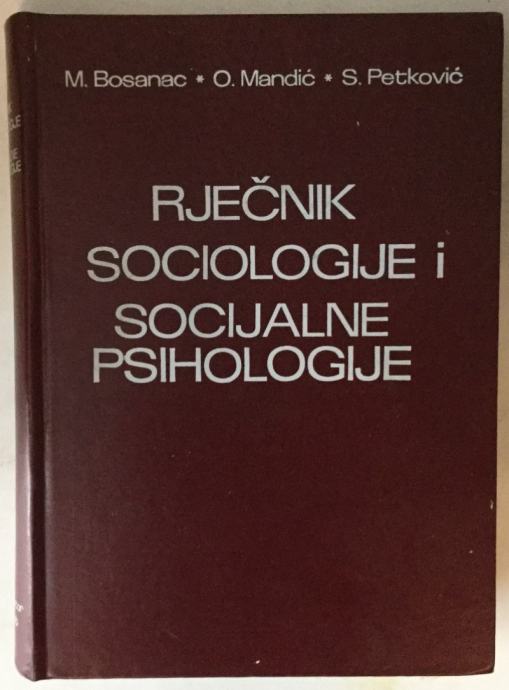 M. Bosanac * O. Mandić * S. Petković
RJEČNIK
SOCIOLOGIJE i
SOCIJALNE
PSIHOLOGIJE